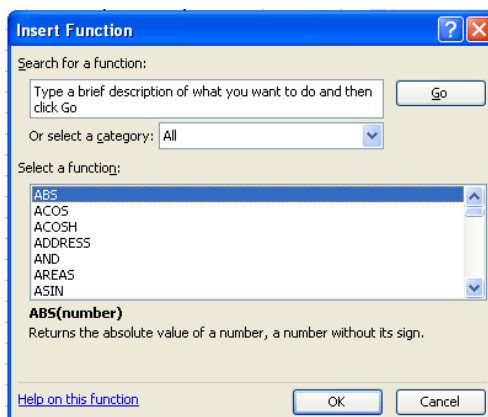 Insert Function
Search for a function:
Type a brief description of what you want to do and then
click Go
Go
Or select a category: All
Select a function:
ABS
ACOS
ACOSH
ADDRESS
AND
AREAS
ASIN
ABS(number)
Returns the absolute value of a number, a number without its sign.
Help on this function
OK
Cancel